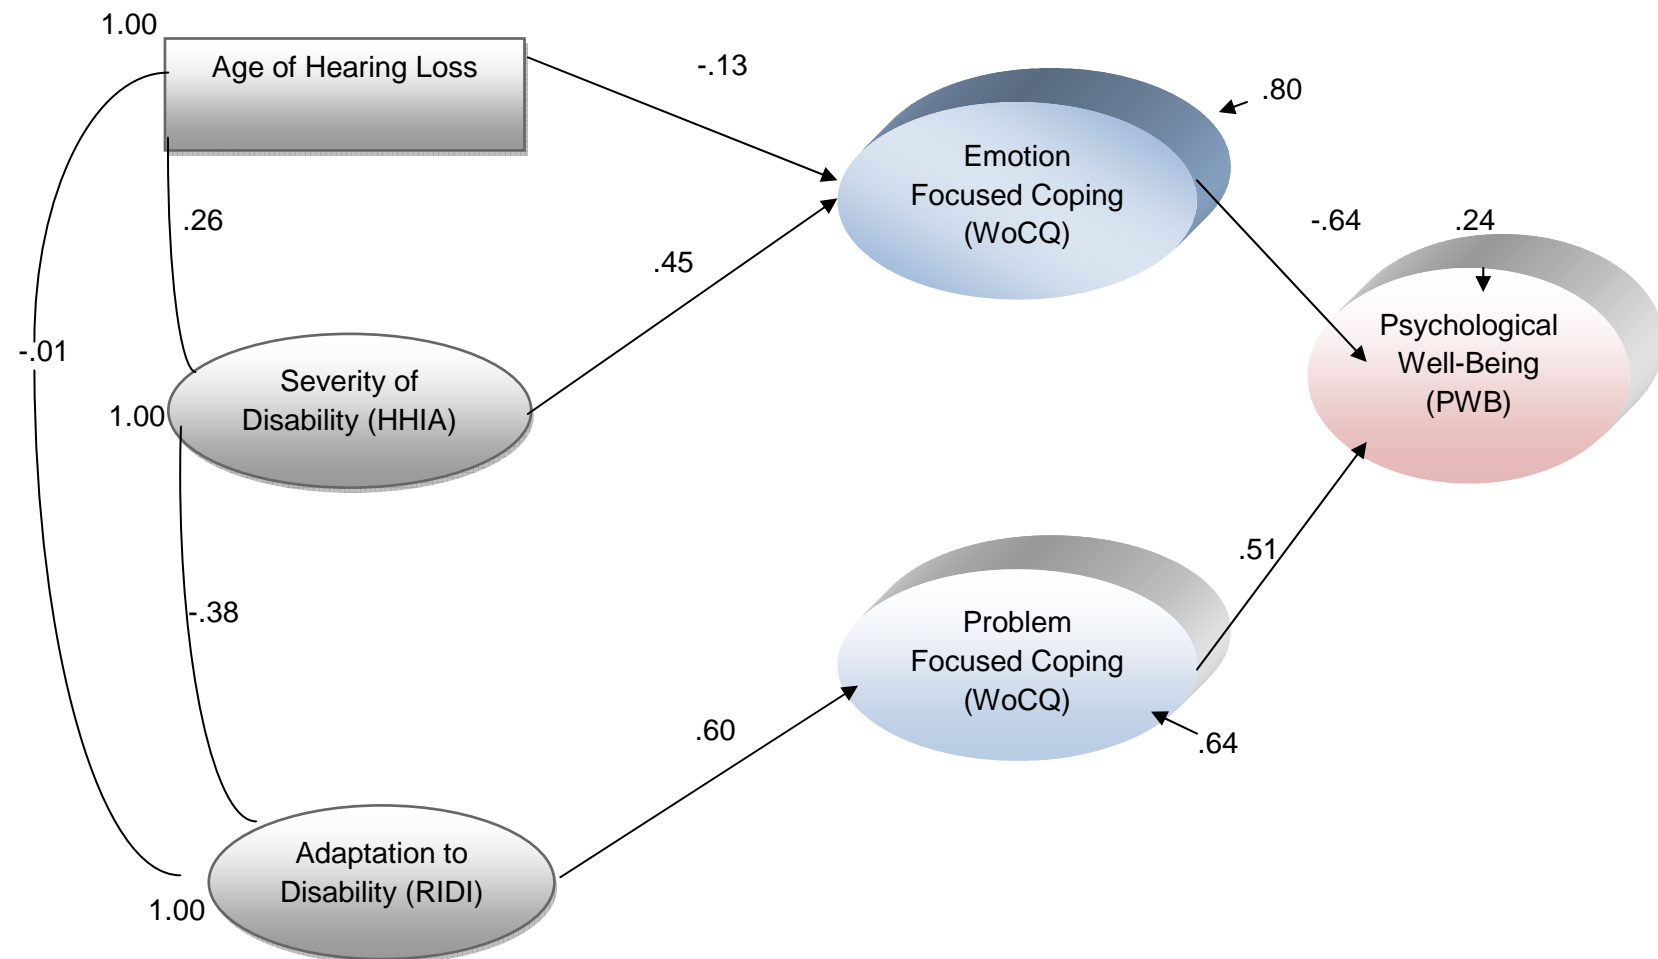 1.00
Age of Hearing Loss
-.13
.80
Emotion
Focused Coping
(WoCQ)
.26
-.64
.24
.45
Psychological
Well-Being
(PWB)
-.01
Severity of
Disability (HHIA)
1.00
.51
-.38
Problem
Focused Coping
(WoCQ)
.60
.64
Adaptation to
Disability (RIDI)
1.00